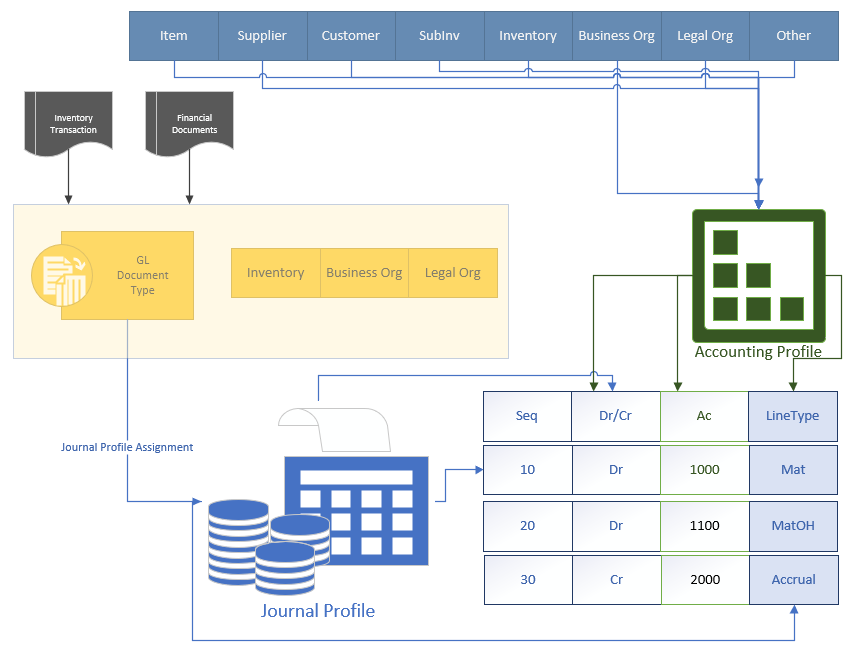 Item Supplier Customer SubInv Inventory Business Org Legal Org Other
Inventory
Transaction
Financial
Documents
GL
Document
Type
Inventory Business Org Legal Org
Accounting Profile
Journal Profile Assignment
Seq Dr/Cr Ac LineType
10 Dr 1000 Mat
20 Dr 1100 MatOH
30 Cr 2000 Accrual
Journal Profile